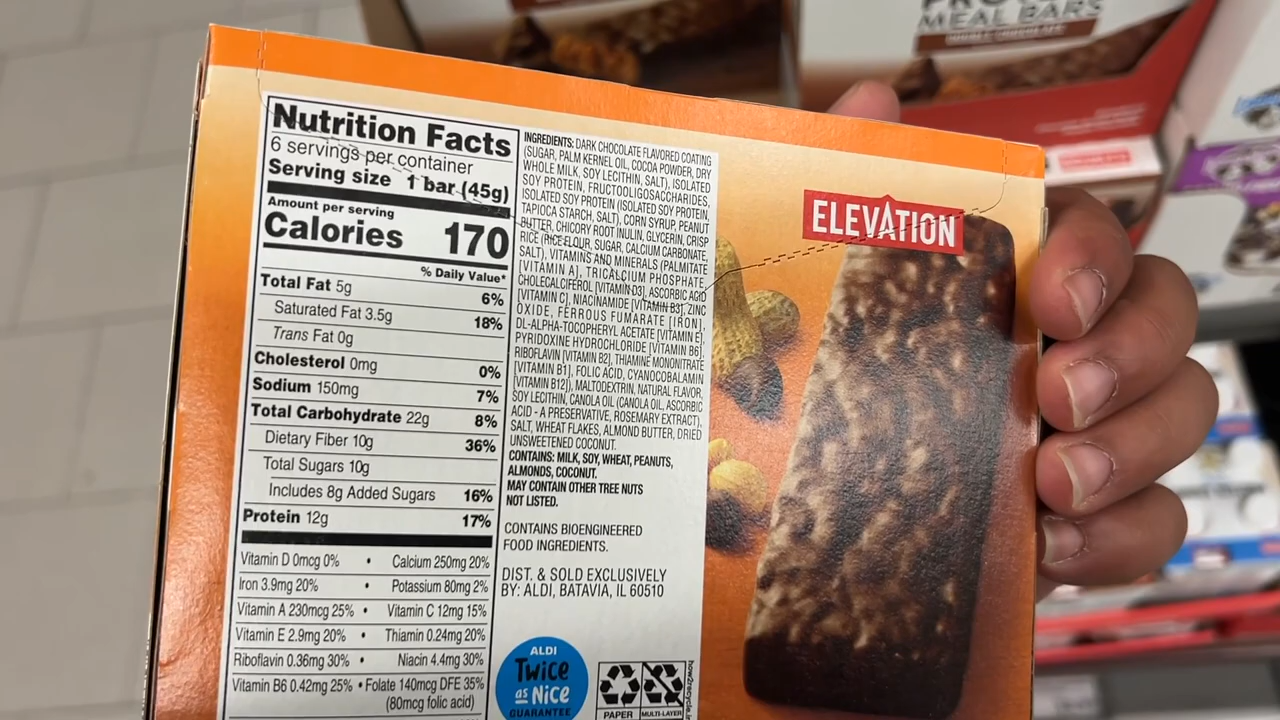 MEAL BARS
DOUBLE CHOCOLATE
Nutrition Facts
6 servings per container
Serving size 1 bar (45g)
Amount per serving
Calories 170
% Daily Value*
Total Fat 5g 6%
Saturated Fat 3.5g 18%
Trans Fat 0g
Cholesterol 0mg 0%
Sodium 150mg 7%
Total Carbohydrate 22g 8%
Dietary Fiber 10g 36%
Total Sugars 10g
Includes 8g Added Sugars 16%
Protein 12g 17%
Vitamin D 0mcg 0% • Calcium 250mg 20%
Iron 3.9mg 20% • Potassium 80mg 2%
Vitamin A 230mcg 25% • Vitamin C 12mg 15%
Vitamin E 2.9mg 20% • Thiamin 0.24mg 20%
Riboflavin 0.36mg 30% • Niacin 4.4mg 30%
Vitamin B6 0.42mg 25% • Folate 140mcg DFE 35%
(80mcg folic acid)
INGREDIENTS: DARK CHOCOLATE FLAVORED COATING
(SUGAR, PALM KERNEL OIL, COCOA POWDER, DRY
WHOLE MILK, SOY LECITHIN, SALT), ISOLATED
SOY PROTEIN, FRUCTOOLIGOSACCHARIDES,
ISOLATED SOY PROTEIN (ISOLATED SOY PROTEIN,
TAPIOCA STARCH, SALT), CORN SYRUP, PEANUT
BUTTER, CHICORY ROOT INULIN, GLYCERIN, CRISP
RICE (RICE FLOUR, SUGAR, CALCIUM CARBONATE,
SALT), VITAMINS AND MINERALS (PALMITATE
[VITAMIN A], TRICALCIUM PHOSPHATE,
CHOLECALCIFEROL [VITAMIN D3], ASCORBIC ACID
[VITAMIN C], NIACINAMIDE [VITAMIN B3], ZINC
OXIDE, FERROUS FUMARATE [IRON],
DL-ALPHA-TOCOPHERYL ACETATE [VITAMIN E],
PYRIDOXINE HYDROCHLORIDE [VITAMIN B6],
RIBOFLAVIN [VITAMIN B2], THIAMINE MONONITRATE
[VITAMIN B1], FOLIC ACID, CYANOCOBALAMIN
[VITAMIN B12]), MALTODEXTRIN, NATURAL FLAVOR,
SOY LECITHIN, CANOLA OIL (CANOLA OIL, ASCORBIC
ACID - A PRESERVATIVE, ROSEMARY EXTRACT),
SALT, WHEAT FLAKES, ALMOND BUTTER, DRIED
UNSWEETENED COCONUT.
CONTAINS: MILK, SOY, WHEAT, PEANUTS,
ALMONDS, COCONUT.
MAY CONTAIN OTHER TREE NUTS
NOT LISTED.
CONTAINS BIOENGINEERED
FOOD INGREDIENTS.
DIST. & SOLD EXCLUSIVELY
BY: ALDI, BATAVIA, IL 60510
ALDI
Twice
as Nice
GUARANTEE
PAPER
MULTI-LAYER
how2recycle.in
ELEVATION